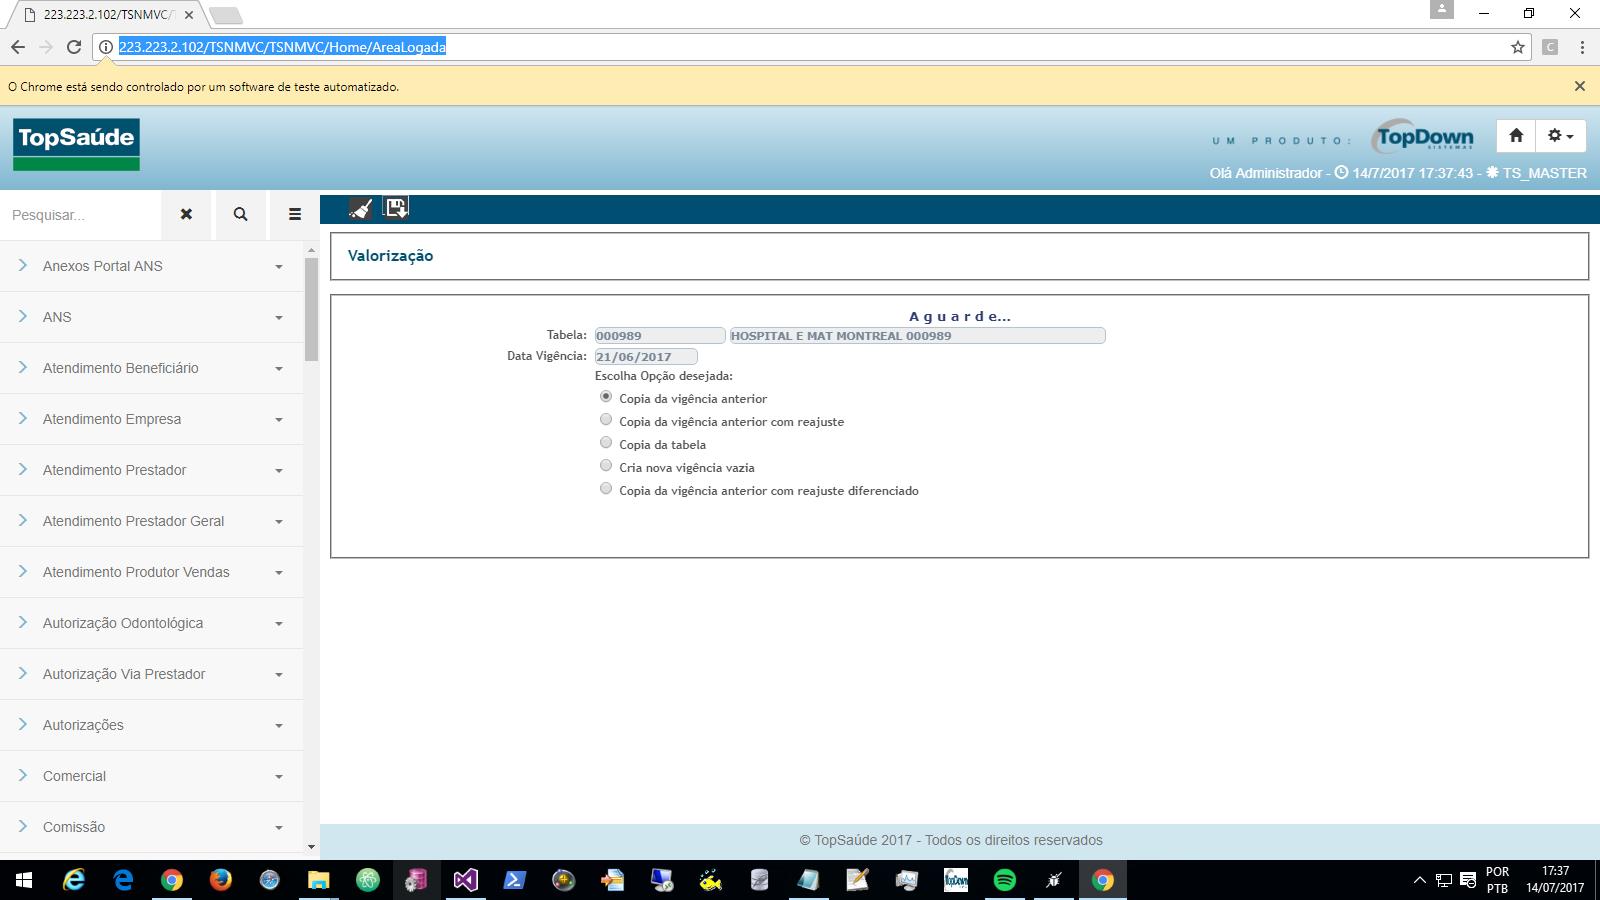 223.223.2.102/TSNMVC/T
223.223.2.102/TSNMVC/TSNMVC/Home/AreaLogada
C
O Chrome está sendo controlado por um software de teste automatizado.
TopSaúde
UM PRODUTO:
TopDown
SISTEMAS
Olá Administrador - 14/7/2017 17:37:43 - TS_MASTER
Pesquisar...
Anexos Portal ANS
ANS
Atendimento Beneficiário
Atendimento Empresa
Atendimento Prestador
Atendimento Prestador Geral
Atendimento Produtor Vendas
Autorização Odontológica
Autorização Via Prestador
Autorizações
Comercial
Comissão
Valorização
A g u a r d e...
Tabela: 000989 HOSPITAL E MAT MONTREAL 000989
Data Vigência: 21/06/2017
Escolha Opção desejada:
Copia da vigência anterior
Copia da vigência anterior com reajuste
Copia da tabela
Cria nova vigência vazia
Copia da vigência anterior com reajuste diferenciado
© TopSaúde 2017 - Todos os direitos reservados
TopDown
POR
PTB
17:37
14/07/2017